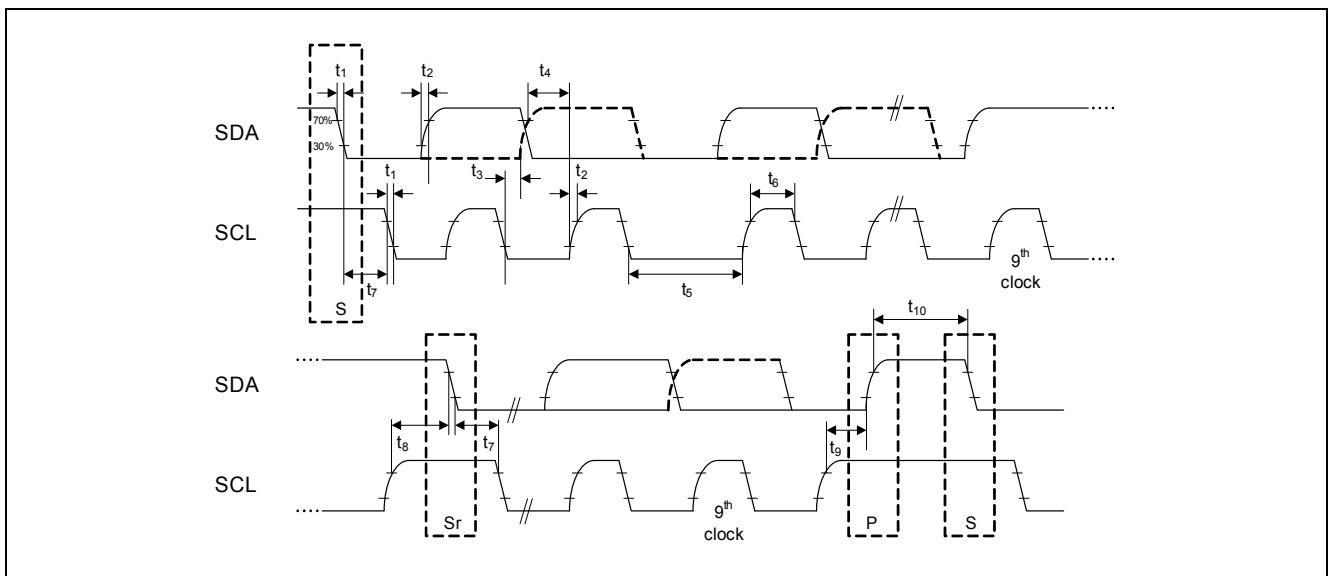 t1 t2 t4
SDA
70%
30%
t1 t3 t2 t6
SCL
t7 t5
9th
clock
S
t10
SDA
t8 t7 t9
SCL
Sr
9th
clock
P
S